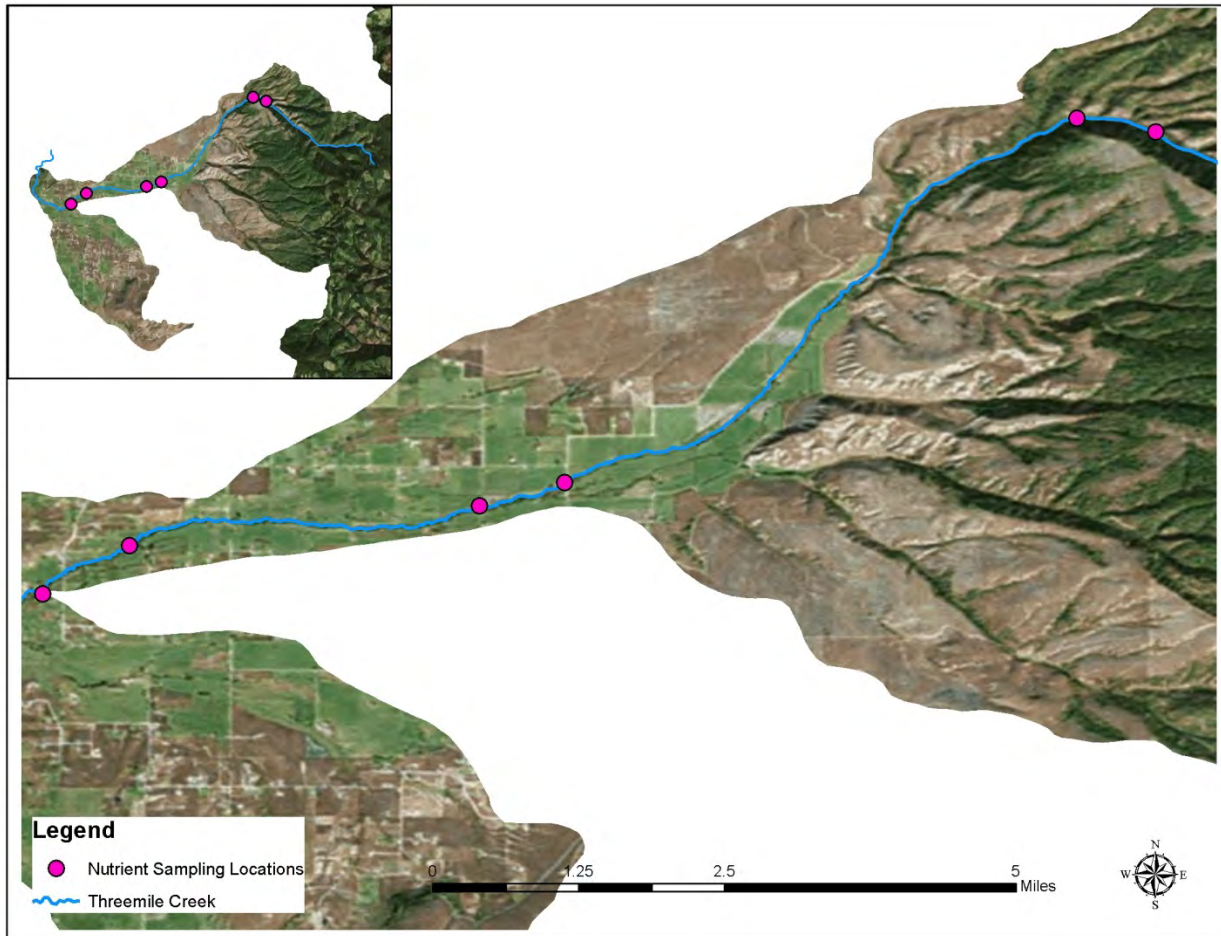 Legend
Nutrient Sampling Locations
Threemile Creek
0 1.25 2.5 5
Miles
N
W E
S